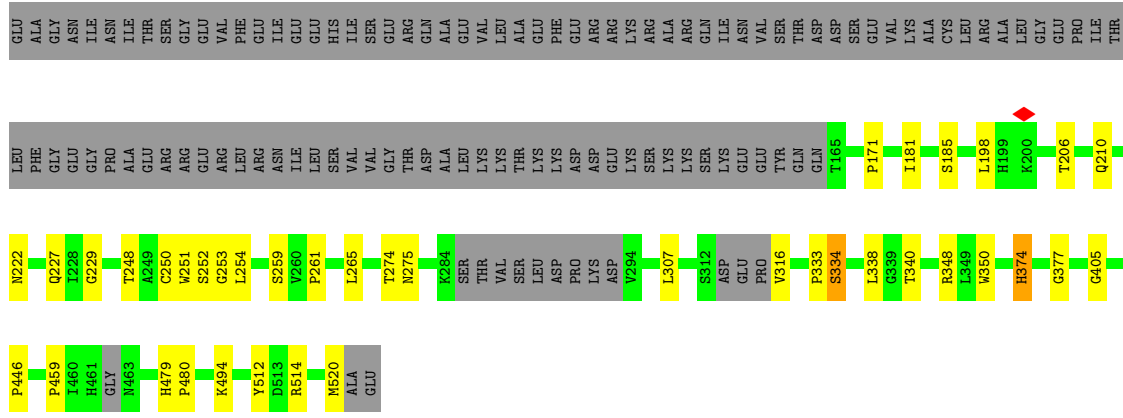 GLU ALA GLY ASN ILE ASN ILE THR SER GLY GLU VAL PHE GLU ILE GLU GLU HIS ILE SER GLU ARG GLN ALA GLU VAL LEU ALA GLU PHE GLU ARG ARG LYS ARG ALA ARG GLN ILE ASN VAL SER THR ASP ASP SER GLU VAL LYS ALA CYS LEU ARG ALA LEU GLY GLU PRO ILE THR
LEU PHE GLY GLU GLY PRO ALA GLU ARG ARG GLU ARG LEU ARG ASN ILE LEU SER VAL VAL GLY THR ASP ALA LEU LYS LYS THR LYS LYS ASP ASP GLU LYS SER LYS LYS SER LYS GLU GLU TYR GLN GLN T165 P171 I181 S185 L198 H199 K200 T206 Q210
N222 Q227 I228 G229 T248 A249 C250 W251 S252 G253 L254 S259 V260 P261 L265 T274 N275 K284 SER THR VAL SER LEU ASP PRO LYS ASP V294 L307 S312 ASP GLU PRO V316 P333 S334 L338 G339 T340 R348 L349 W350 H374 G377 G405
P446 P459 I460 H461 GLY N463 H479 P480 K494 Y512 D513 R514 M520 ALA GLU